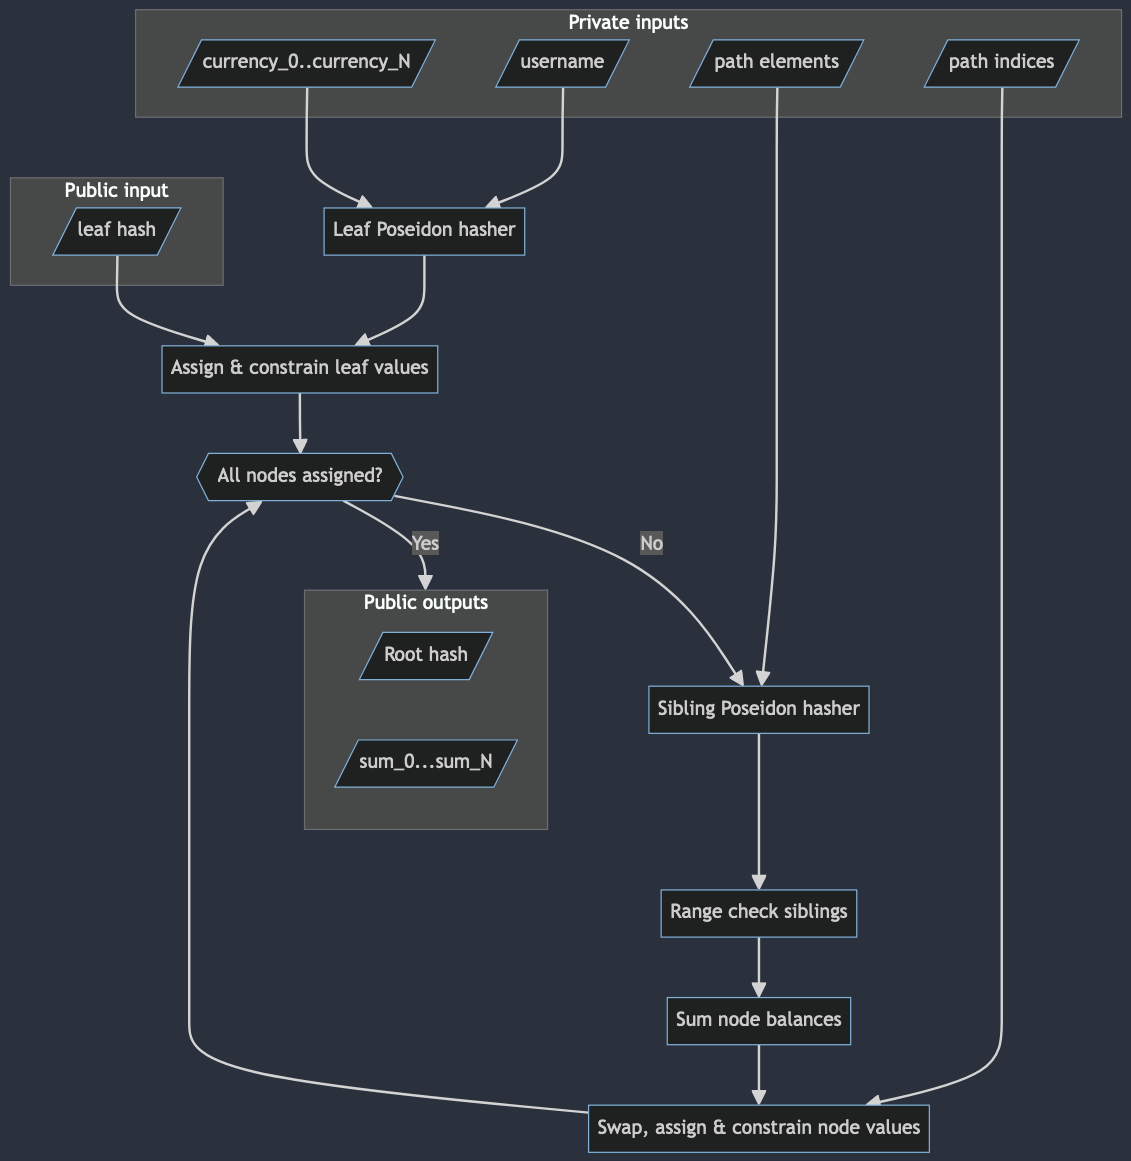 Private inputs
currency_0..currency_N
username
path elements
path indices
Public input
leaf hash
Leaf Poseidon hasher
Assign & constrain leaf values
All nodes assigned?
Yes
No
Public outputs
Root hash
sum_0...sum_N
Sibling Poseidon hasher
Range check siblings
Sum node balances
Swap, assign & constrain node values